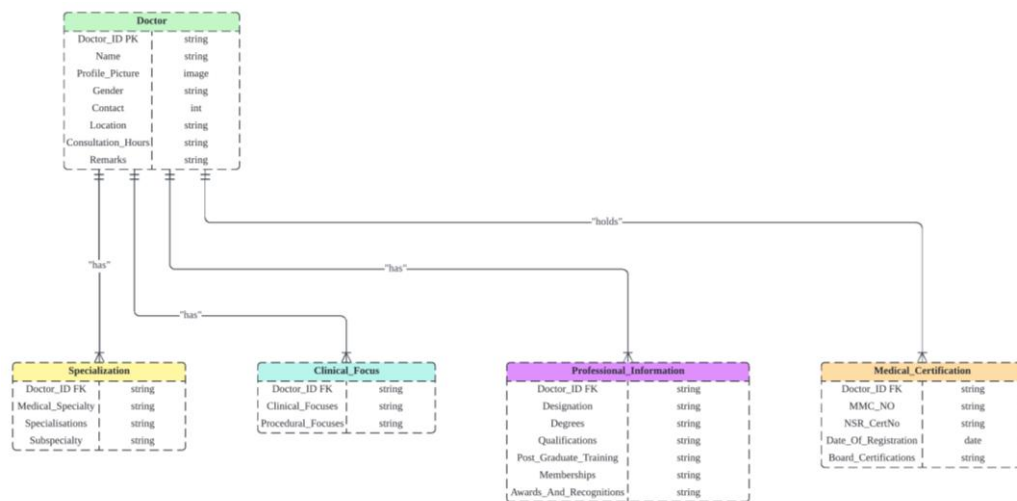 Doctor
Doctor_ID PK string
Name string
Profile_Picture image
Gender string
Contact int
Location string
Consultation_Hours string
Remarks string
"holds"
"has"
"has"
"has"
Specialization
Doctor_ID FK string
Medical_Specialty string
Specialisations string
Subspecialty string
Clinical_Focus
Doctor_ID FK string
Clinical_Focuses string
Procedural_Focuses string
Professional_Information
Doctor_ID FK string
Designation string
Degrees string
Qualifications string
Post_Graduate_Training string
Memberships string
Awards_And_Recognitions string
Medical_Certification
Doctor_ID FK string
MMC_NO string
NSR_CertNo string
Date_Of_Registration date
Board_Certifications string